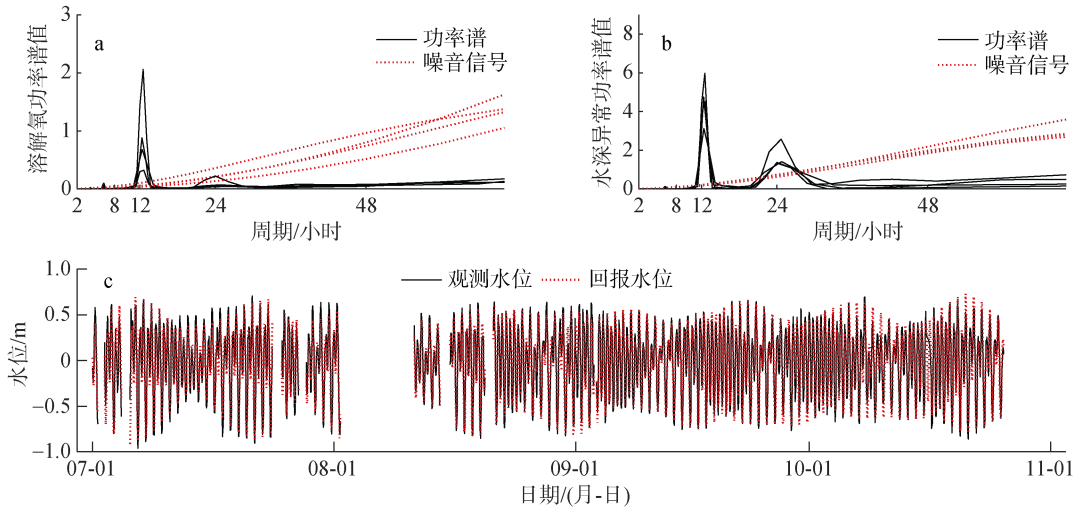 a
溶解氧功率谱值
3
2
1
0
功率谱
噪音信号
2 8 12 24 48
周期/小时
b
水深异常功率谱值
8
6
4
2
0
功率谱
噪音信号
2 8 12 24 48
周期/小时
c
水位/m
1.0
0.5
0
−0.5
−1.0
观测水位 回报水位
07-01 08-01 09-01 10-01 11-01
日期/(月-日)